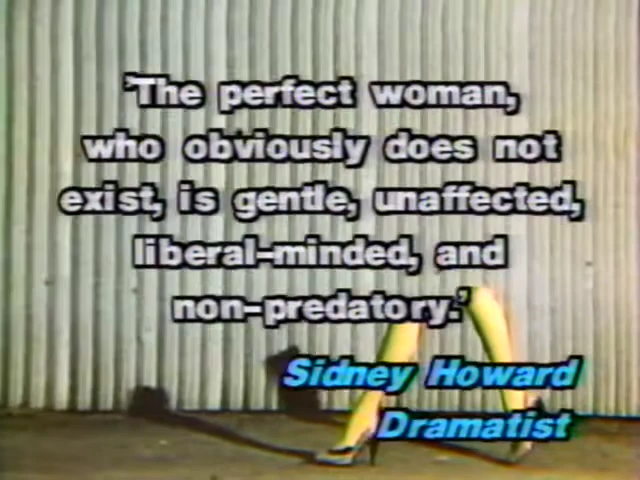 'The perfect woman,
who obviously does not
exist, is gentle, unaffected,
liberal-minded, and
non-predatory.'
Sidney Howard
Dramatist